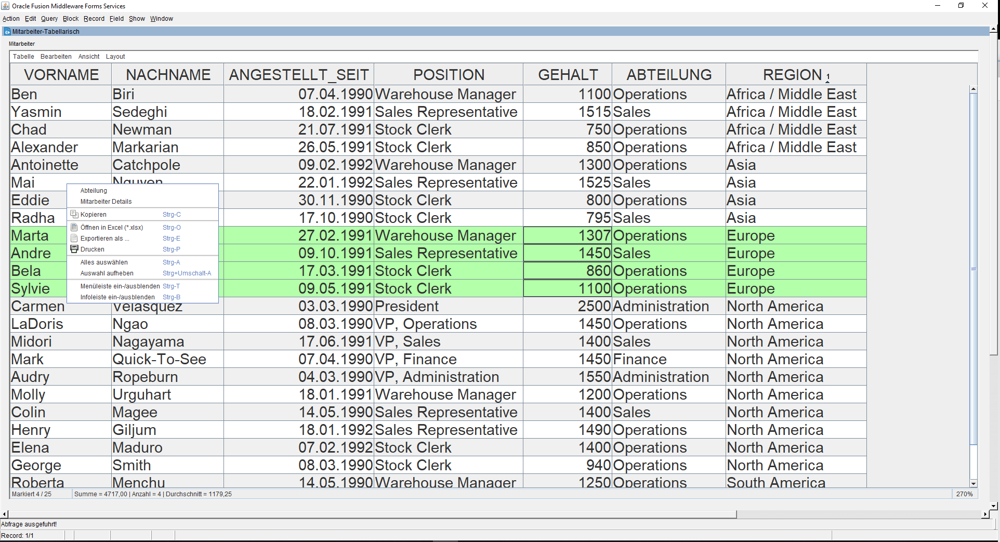 Oracle Fusion Middleware Forms Services
Action Edit Query Block Record Field Show Window
Mitarbeiter-Tabellarisch
Mitarbeiter
Tabelle Bearbeiten Ansicht Layout
VORNAME NACHNAME ANGESTELLT_SEIT POSITION GEHALT ABTEILUNG REGION 1
Ben Biri 07.04.1990 Warehouse Manager 1100 Operations Africa / Middle East
Yasmin Sedeghi 18.02.1991 Sales Representative 1515 Sales Africa / Middle East
Chad Newman 21.07.1991 Stock Clerk 750 Operations Africa / Middle East
Alexander Markarian 26.05.1991 Stock Clerk 850 Operations Africa / Middle East
Antoinette Catchpole 09.02.1992 Warehouse Manager 1300 Operations Asia
Mai Nguyen 22.01.1992 Sales Representative 1525 Sales Asia
Eddie 30.11.1990 Stock Clerk 800 Operations Asia
Radha 17.10.1990 Stock Clerk 795 Sales Asia
Marta 27.02.1991 Warehouse Manager 1307 Operations Europe
Andre 09.10.1991 Sales Representative 1450 Sales Europe
Bela 17.03.1991 Stock Clerk 860 Operations Europe
Sylvie 09.05.1991 Stock Clerk 1100 Operations Europe
Carmen Velasquez 03.03.1990 President 2500 Administration North America
LaDoris Ngao 08.03.1990 VP, Operations 1450 Operations North America
Midori Nagayama 17.06.1991 VP, Sales 1400 Sales North America
Mark Quick-To-See 07.04.1990 VP, Finance 1450 Finance North America
Audry Ropeburn 04.03.1990 VP, Administration 1550 Administration North America
Molly Urguhart 18.01.1991 Warehouse Manager 1200 Operations North America
Colin Magee 14.05.1990 Sales Representative 1400 Sales North America
Henry Giljum 18.01.1992 Sales Representative 1490 Operations North America
Elena Maduro 07.02.1992 Stock Clerk 1400 Operations North America
George Smith 08.03.1990 Stock Clerk 940 Operations North America
Roberta Menchu 14.05.1990 Warehouse Manager 1250 Operations South America
Abteilung
Mitarbeiter Details
Kopieren Strg-C
Öffnen in Excel (*.xlsx) Strg-O
Exportieren als ... Strg-E
Drucken Strg-P
Alles auswählen Strg-A
Auswahl aufheben Strg+Umschalt-A
Menüleiste ein-/ausblenden Strg-T
Infoleiste ein-/ausblenden Strg-B
Markiert 4 / 25 Summe = 4717,00 | Anzahl = 4 | Durchschnitt = 1179,25 270%
Abfrage ausgefuhrt!
Record: 1/1